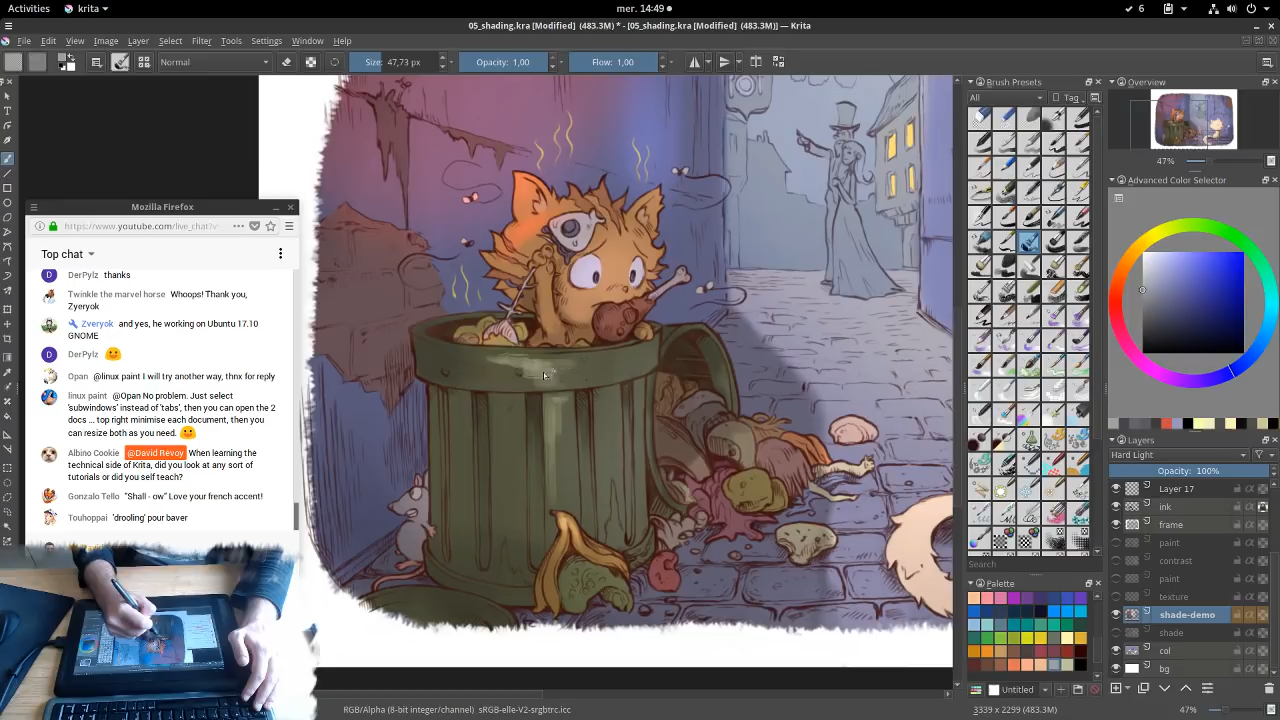 Activities krita mer. 14:49 6
05_shading.kra [Modified] (483.3M) * - [05_shading.kra [Modified] (483.3M)] — Krita
File Edit View Image Layer Select Filter Tools Settings Window Help
Normal Size: 47,73 px Opacity: 1,00 Flow: 1,00
Brush Presets
All Tag
Search
Palette
Untitled
Overview
47%
Advanced Color Selector
Layers
Hard Light
Opacity: 100%
Layer 17
ink
frame
paint
contrast
paint
texture
shade-demo
shade
col
bg
Mozilla Firefox
https://www.youtube.com/live_chat?v
Top chat
D DerPylz thanks
Twinkle the marvel horse Whoops! Thank you,
Zyeryok
Zveryok and yes, he working on Ubuntu 17.10
GNOME
D DerPylz
Opan @linux paint I will try another way, thnx for reply
linux paint @Opan No problem. Just select
'subwindows' instead of 'tabs', then you can open the 2
docs ... top right minimise each document, then you
can resize both as you need.
Albino Cookie @David Revoy When learning the
technical side of Krita, did you look at any sort of
tutorials or did you self teach?
Gonzalo Tello "Shall - ow" Love your french accent!
Touhoppai 'drooling' pour baver
RGB/Alpha (8-bit integer/channel) sRGB-elle-V2-srgbtrc.icc
3339 x 2299 (483.3M) 47%